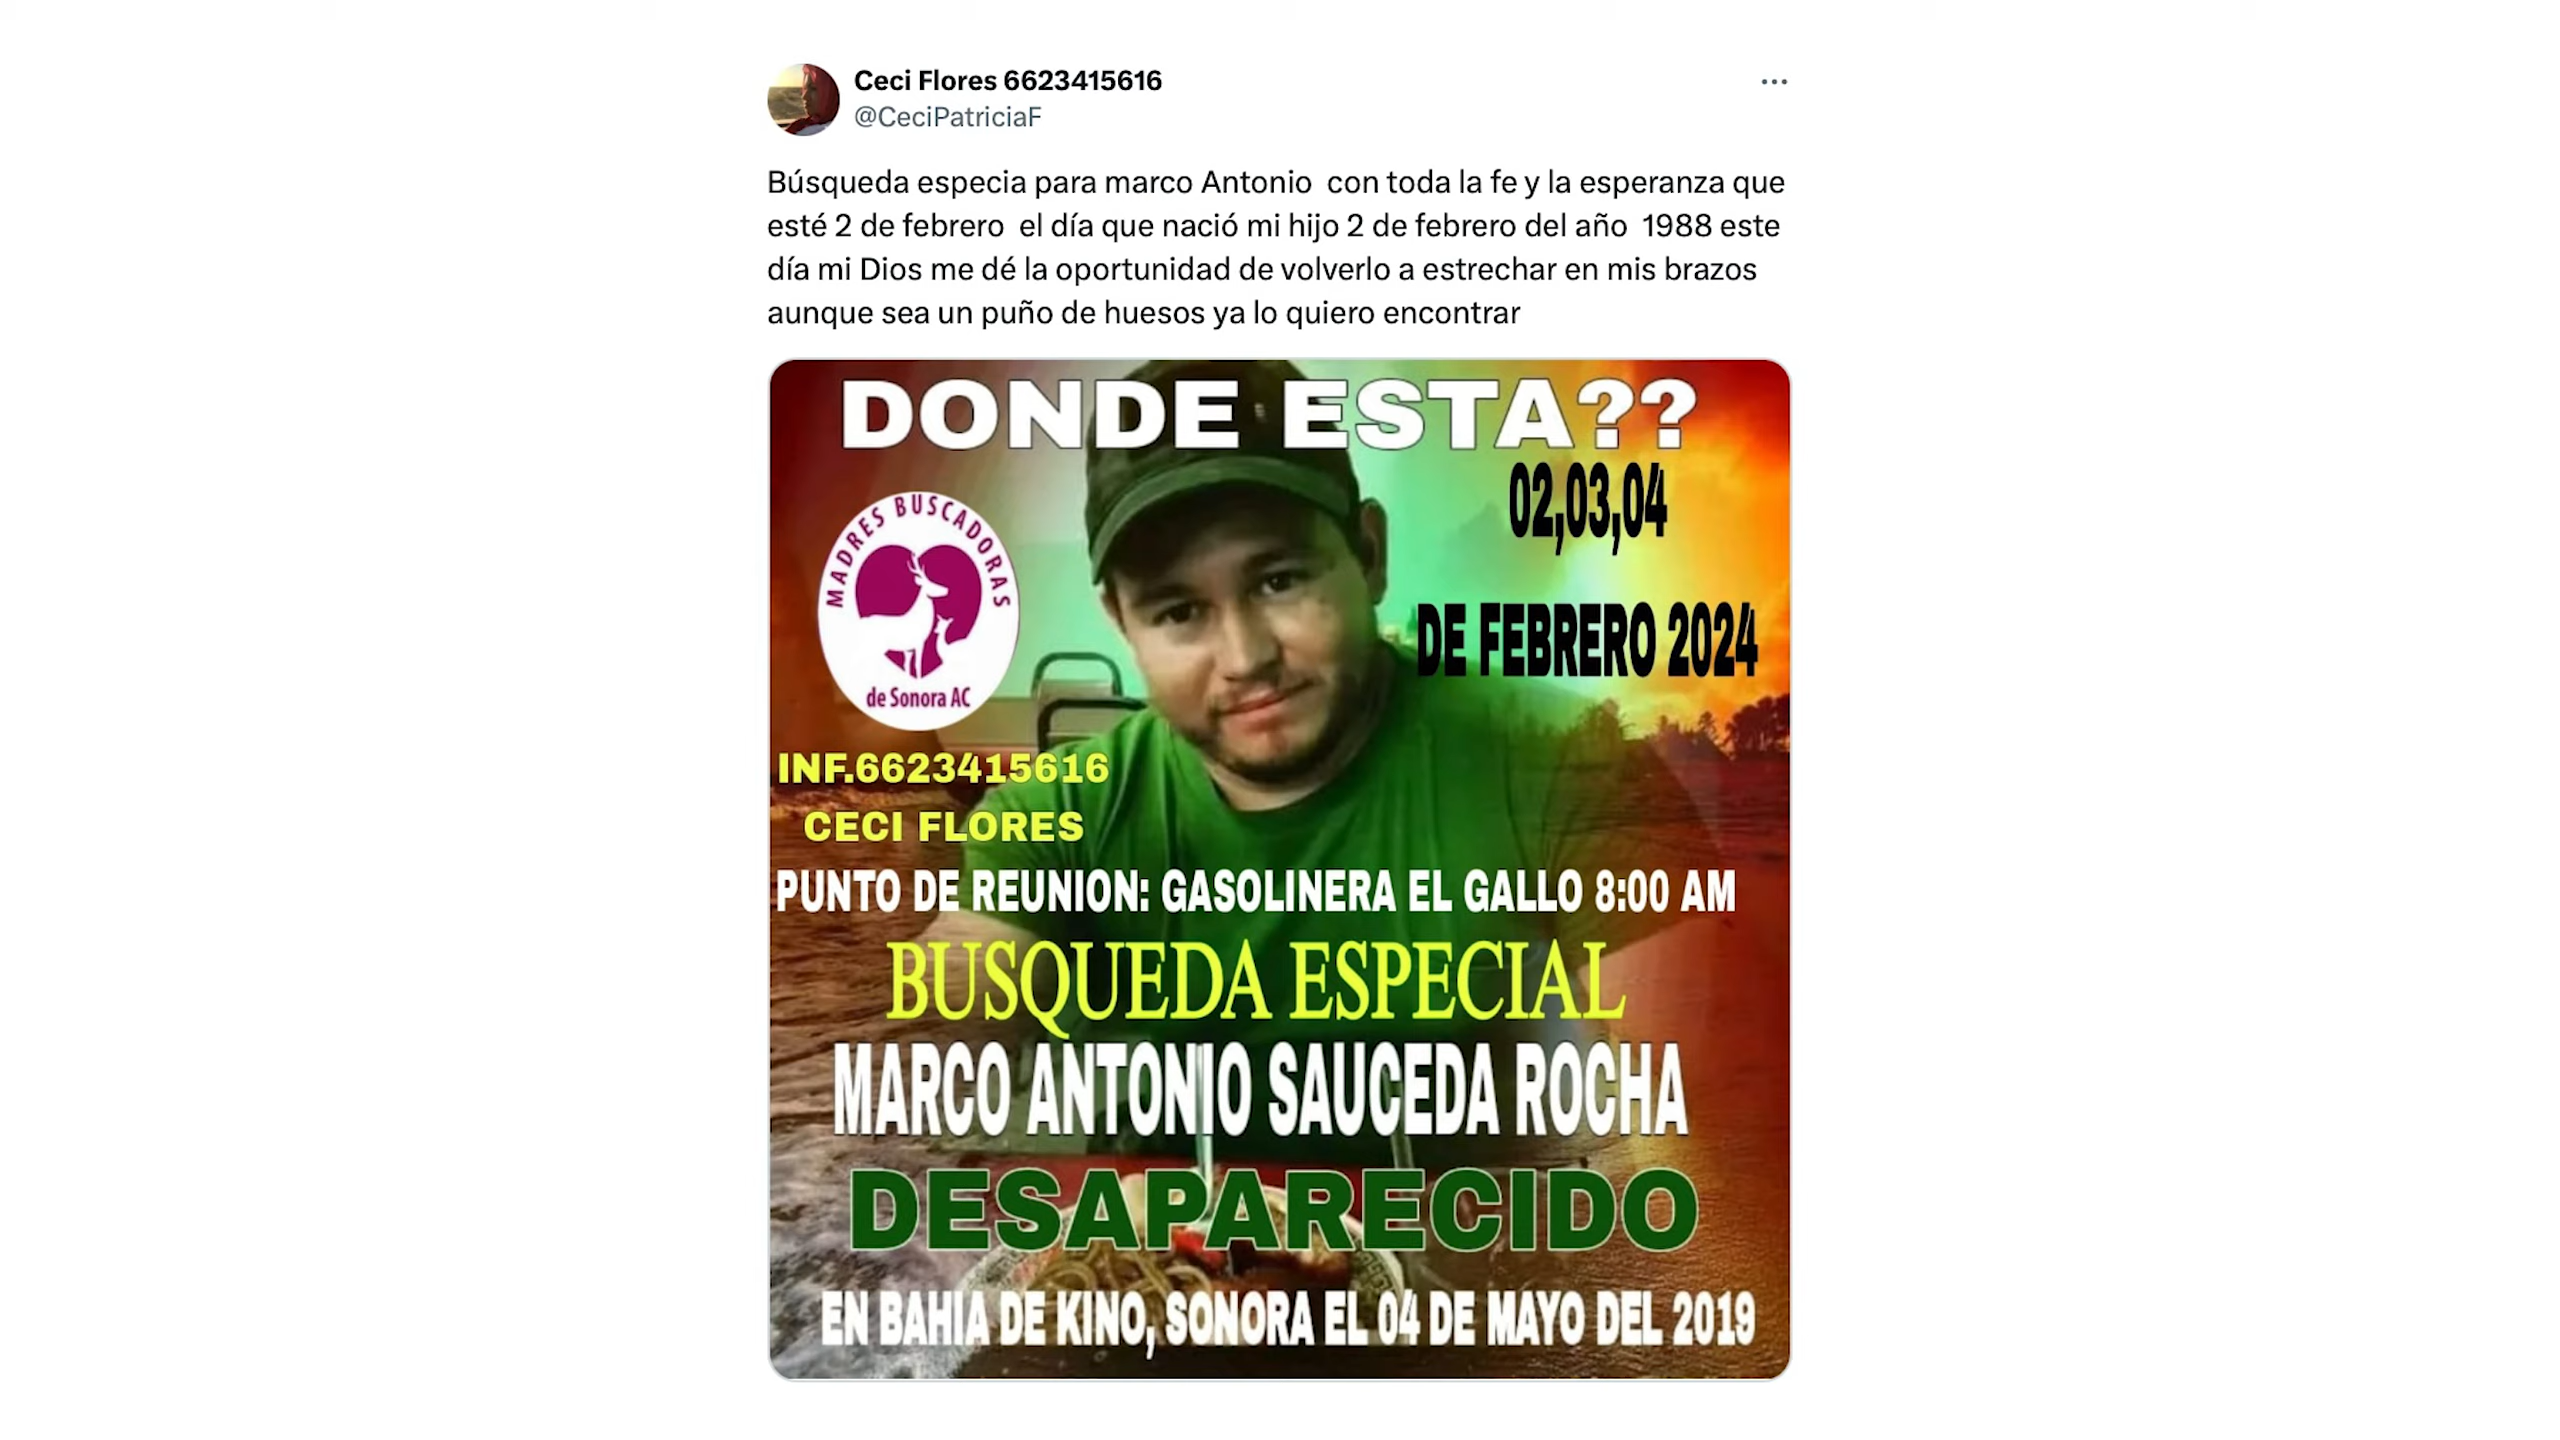 Ceci Flores 6623415616
@CeciPatriciaF
Búsqueda especia para marco Antonio  con toda la fe y la esperanza que
esté 2 de febrero  el día que nació mi hijo 2 de febrero del año  1988 este
día mi Dios me dé la oportunidad de volverlo a estrechar en mis brazos
aunque sea un puño de huesos ya lo quiero encontrar
DONDE ESTA??
02,03,04
DE FEBRERO 2024
MADRES BUSCADORAS
de Sonora AC
INF.6623415616
CECI FLORES
PUNTO DE REUNION: GASOLINERA EL GALLO 8:00 AM
BUSQUEDA ESPECIAL
MARCO ANTONIO SAUCEDA ROCHA
DESAPARECIDO
EN BAHIA DE KINO, SONORA EL 04 DE MAYO DEL 2019